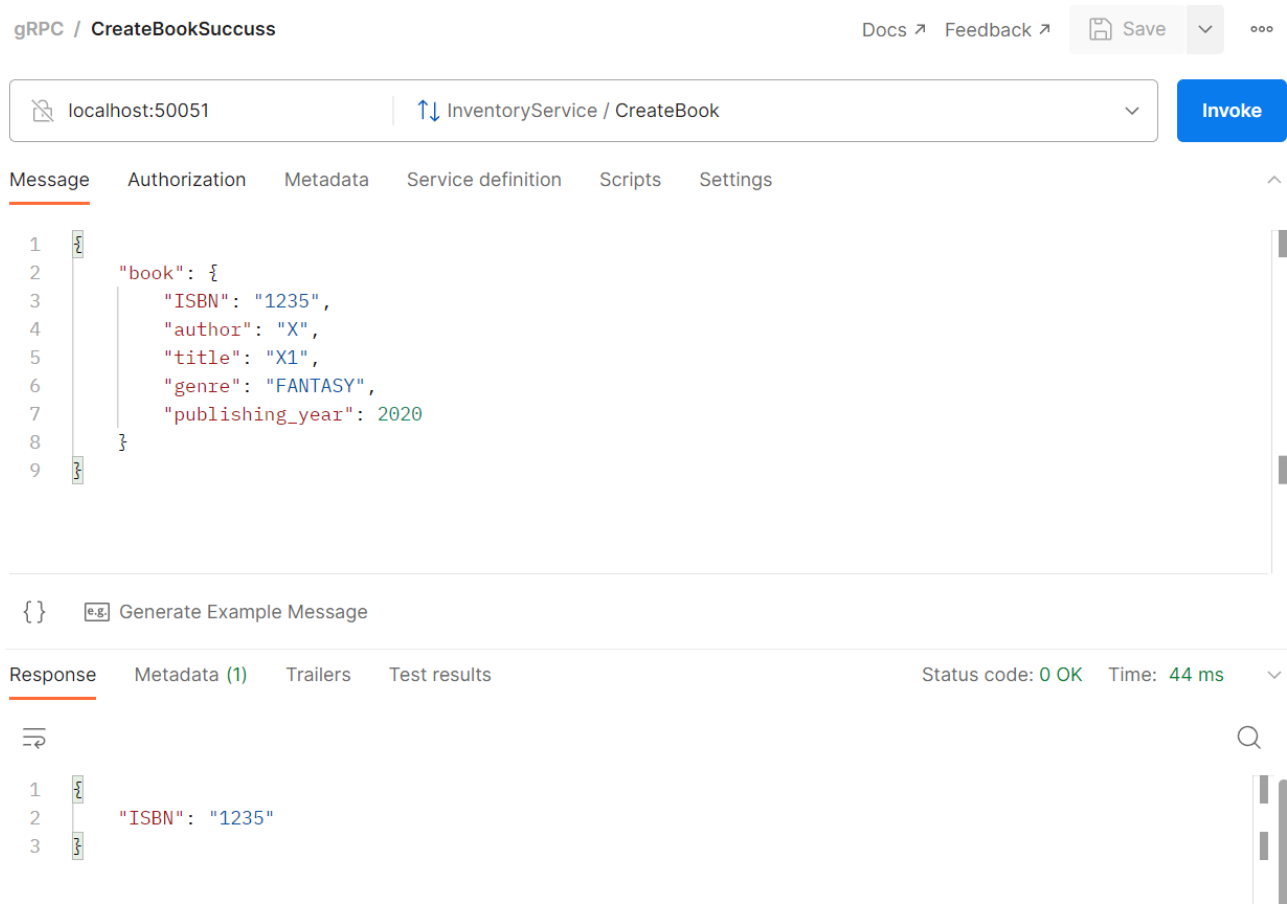 gRPC / CreateBookSuccuss Docs ↗ Feedback ↗ Save
localhost:50051 InventoryService / CreateBook Invoke
Message Authorization Metadata Service definition Scripts Settings
1 {
2 "book": {
3 "ISBN": "1235",
4 "author": "X",
5 "title": "X1",
6 "genre": "FANTASY",
7 "publishing_year": 2020
8 }
9 }
{} e.g. Generate Example Message
Response Metadata (1) Trailers Test results Status code: 0 OK Time: 44 ms
1 {
2 "ISBN": "1235"
3 }